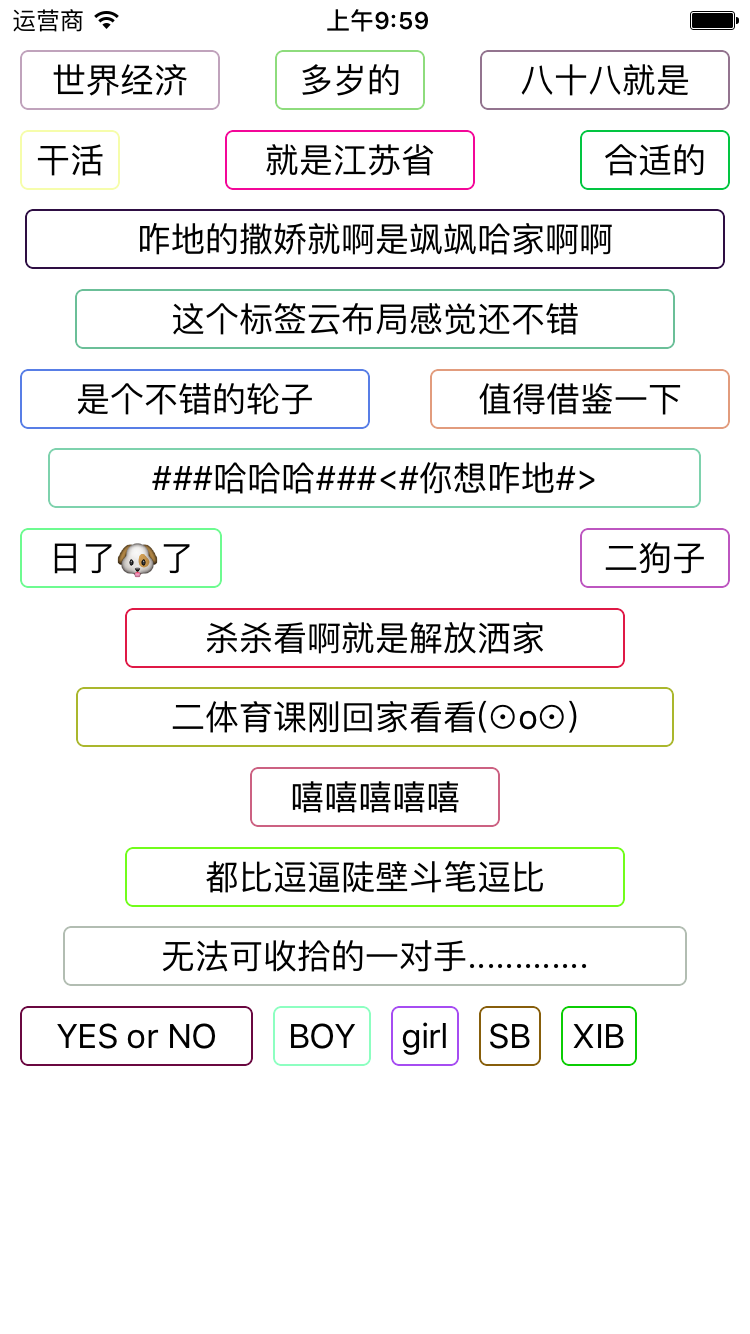 运营商 上午9:59
世界经济 多岁的 八十八就是
干活 就是江苏省 合适的
咋地的撒娇就啊是飒飒哈家啊啊
这个标签云布局感觉还不错
是个不错的轮子 值得借鉴一下
###哈哈哈###<#你想咋地#>
日了🐶了 二狗子
杀杀看啊就是解放洒家
二体育课刚回家看看(⊙o⊙)
嘻嘻嘻嘻嘻
都比逗逼陡壁斗笔逗比
无法可收拾的一对手.............
YES or NO BOY girl SB XIB